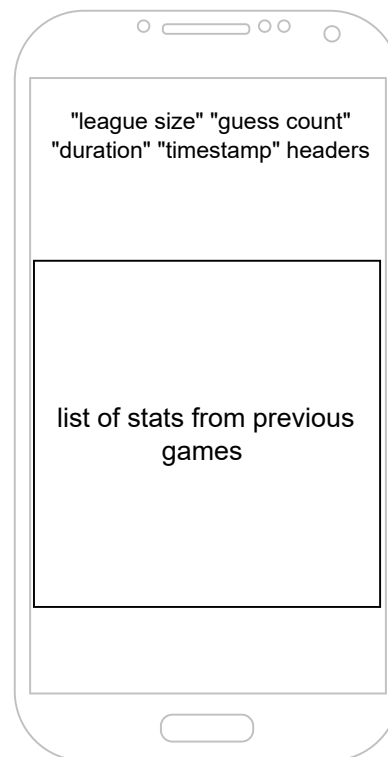 "league size" "guess count"
"duration" "timestamp" headers
list of stats from previous
games